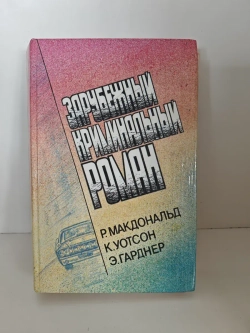 ЗАРУБЕЖНЫЙ
КРИМИНАЛЬНЫЙ
РОМАН
Р. МАКДОНАЛЬД
К. УОТСОН
Э. ГАРДНЕР